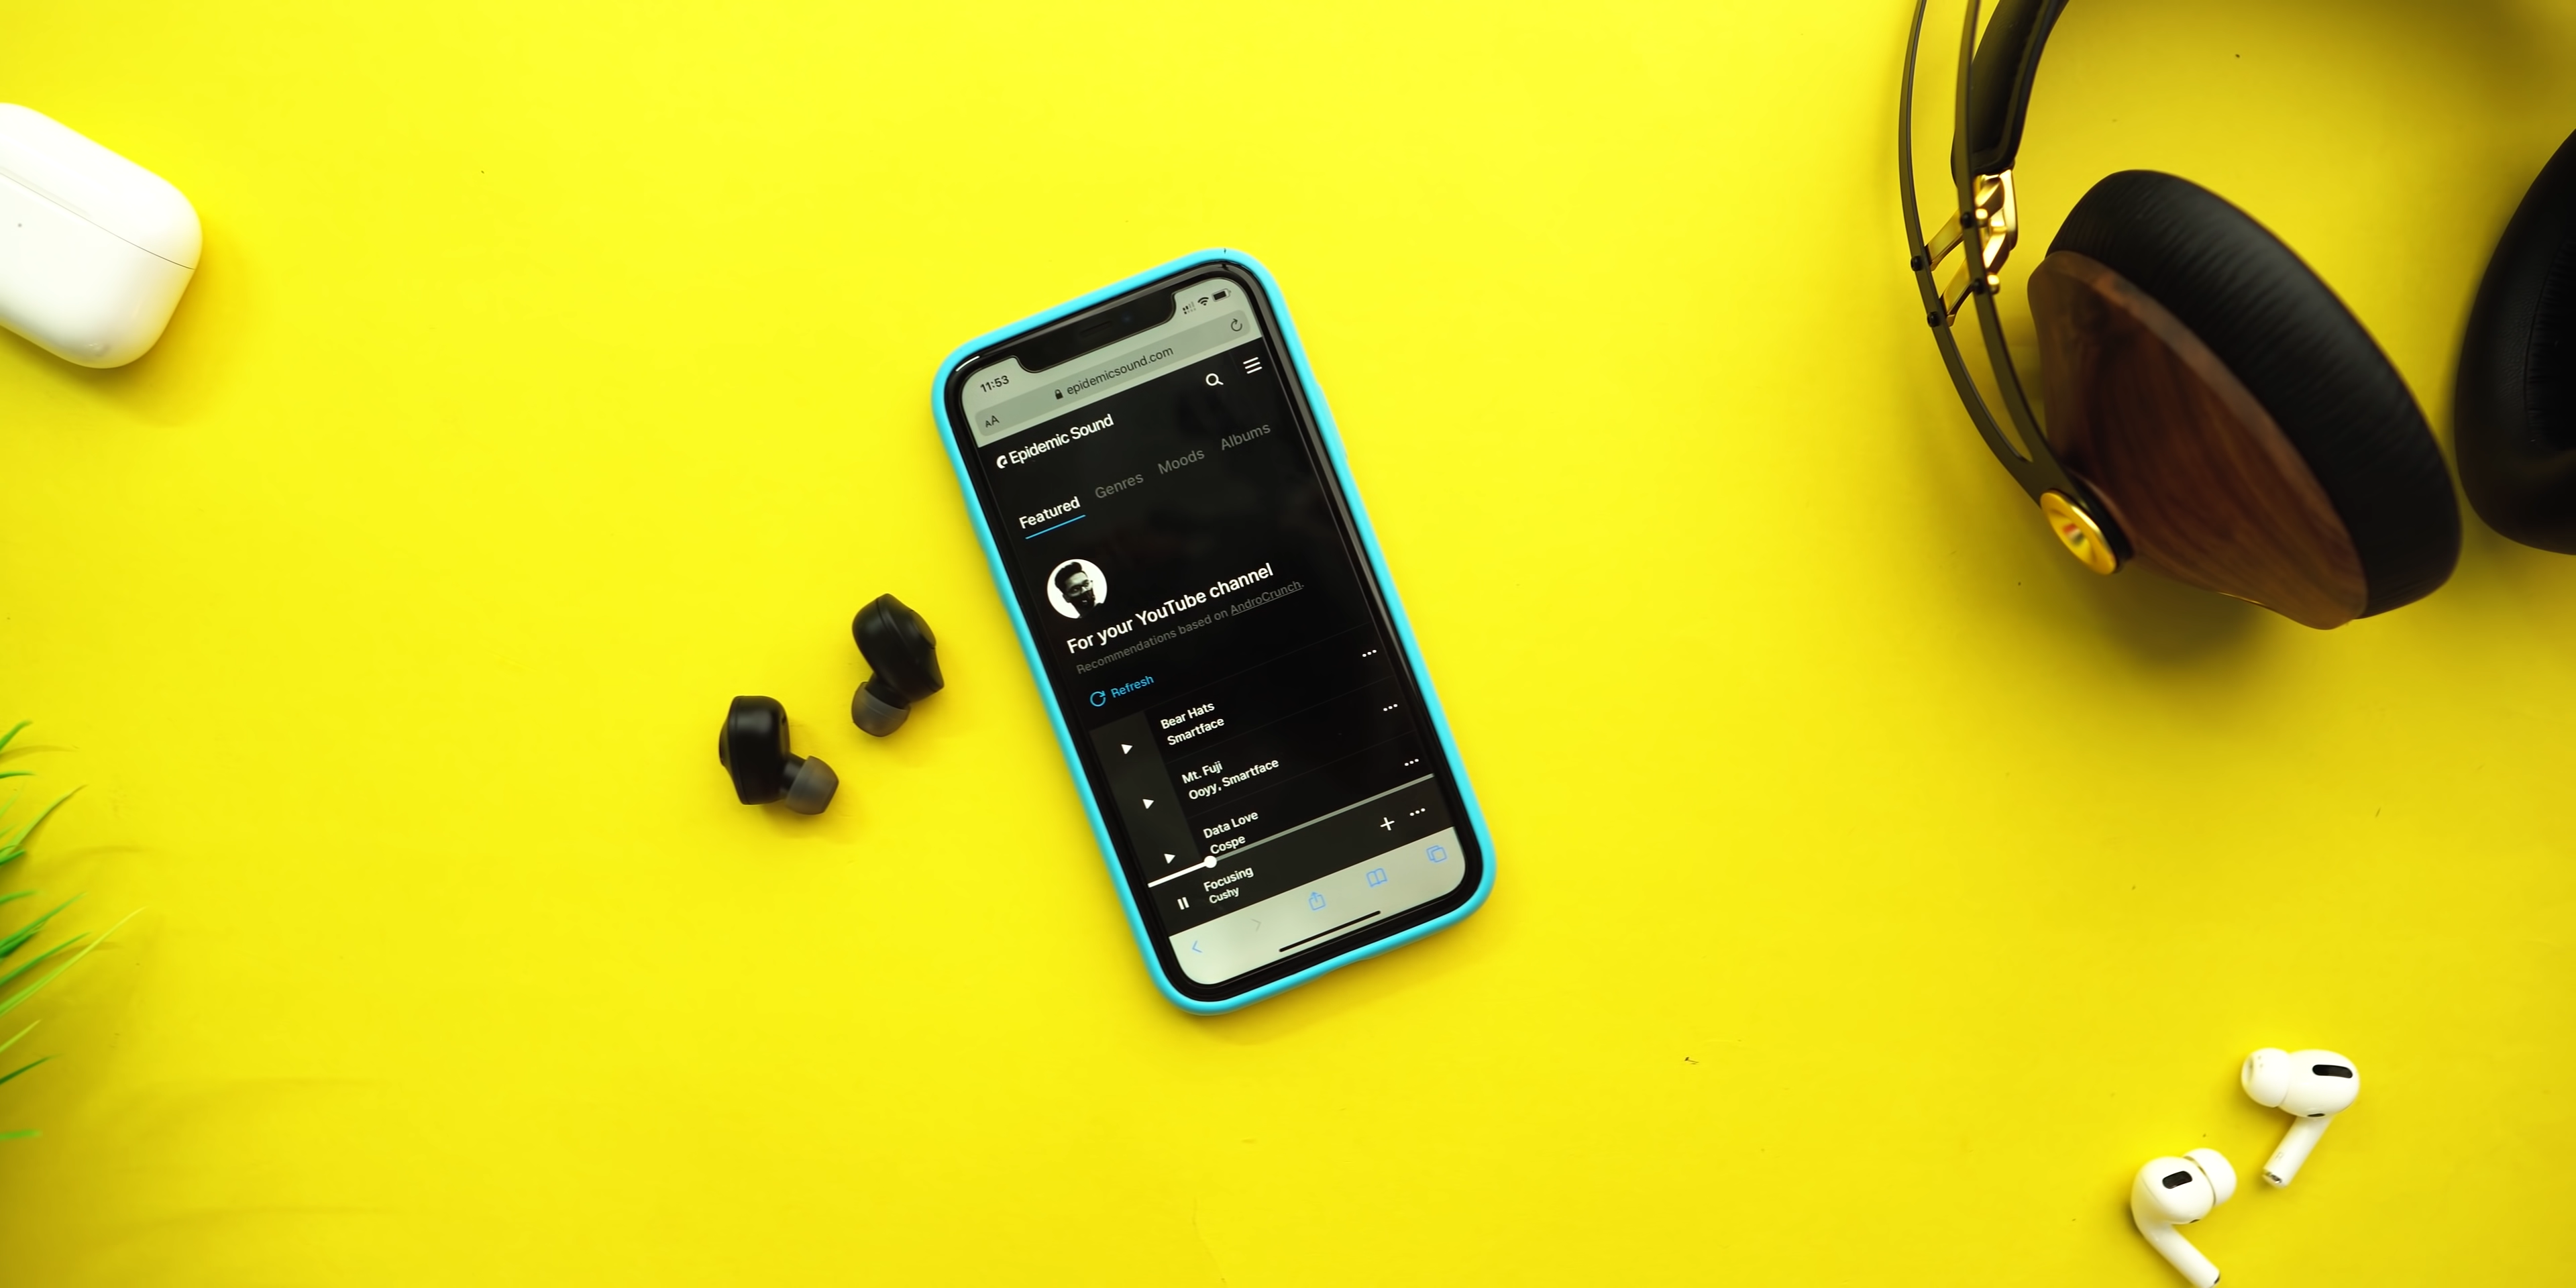 11:53
AA
epidemicsound.com
Epidemic Sound
Featured Genres Moods Albums
For your YouTube channel
Recommendations based on AndroCrunch.
Refresh
Bear Hats
Smartface
Mt. Fuji
Ooyy, Smartface
Data Love
Cospe
Focusing
Cushy